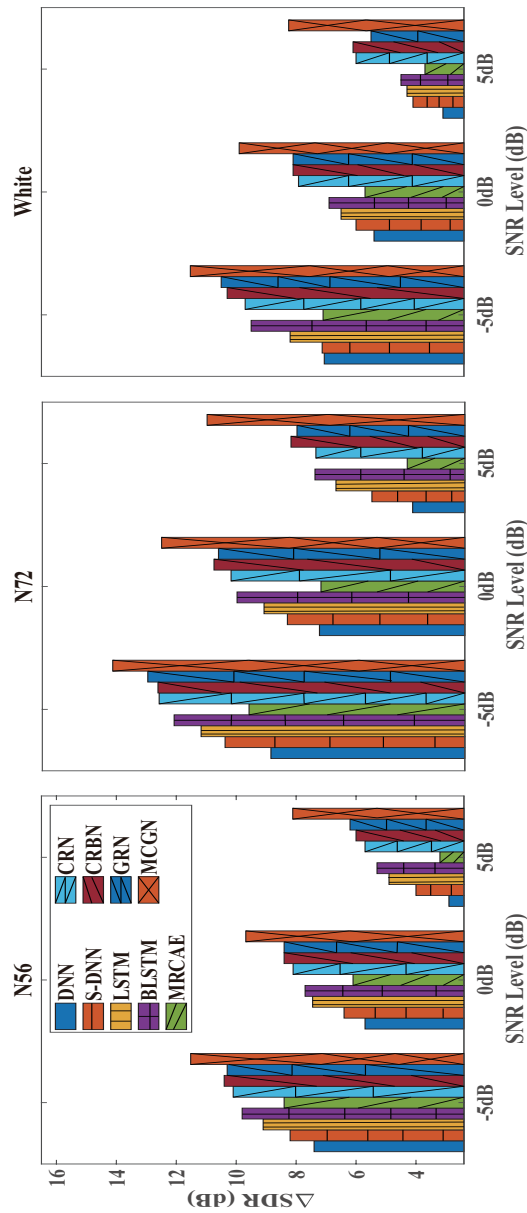 N56
N72
White
DNN
S-DNN
LSTM
BLSTM
MRCAE
CRN
CRBN
GRN
MCGN
△SDR (dB)
16
14
12
10
8
6
4
-5dB
0dB
5dB
SNR Level (dB)
-5dB
0dB
5dB
SNR Level (dB)
-5dB
0dB
5dB
SNR Level (dB)